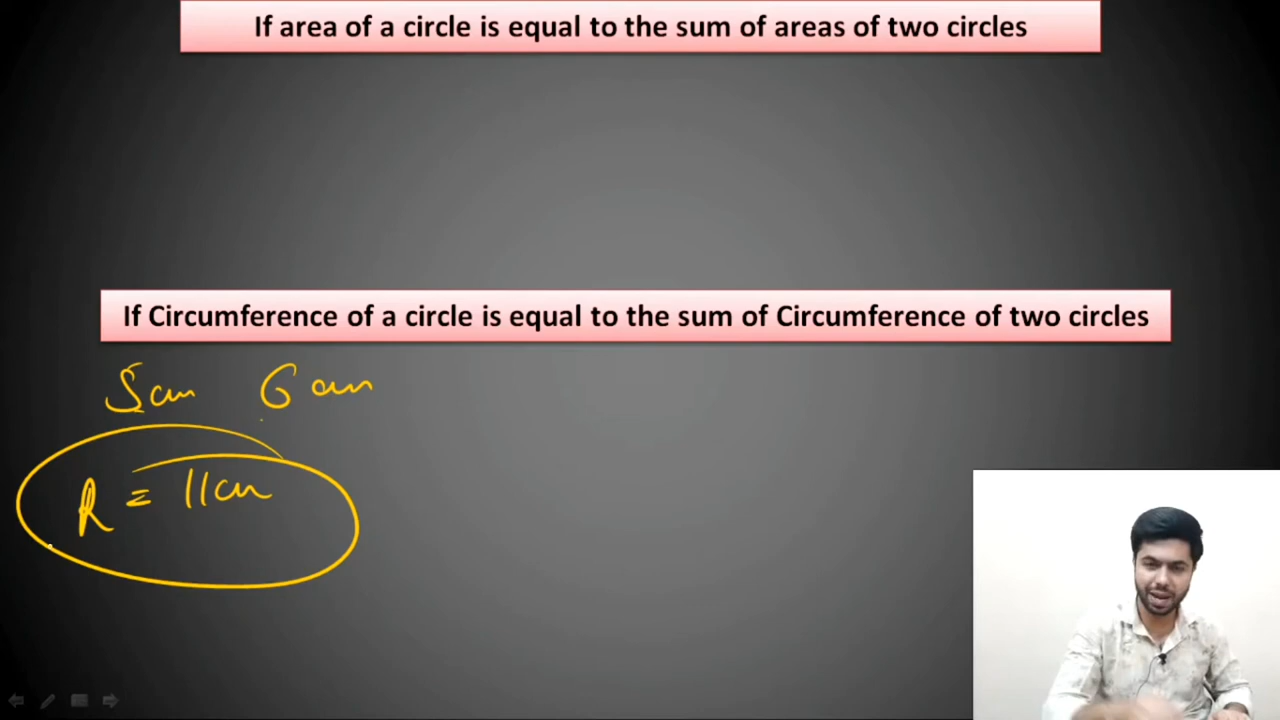 If area of a circle is equal to the sum of areas of two circles
If Circumference of a circle is equal to the sum of Circumference of two circles
5cm 6cm
R = 11cm